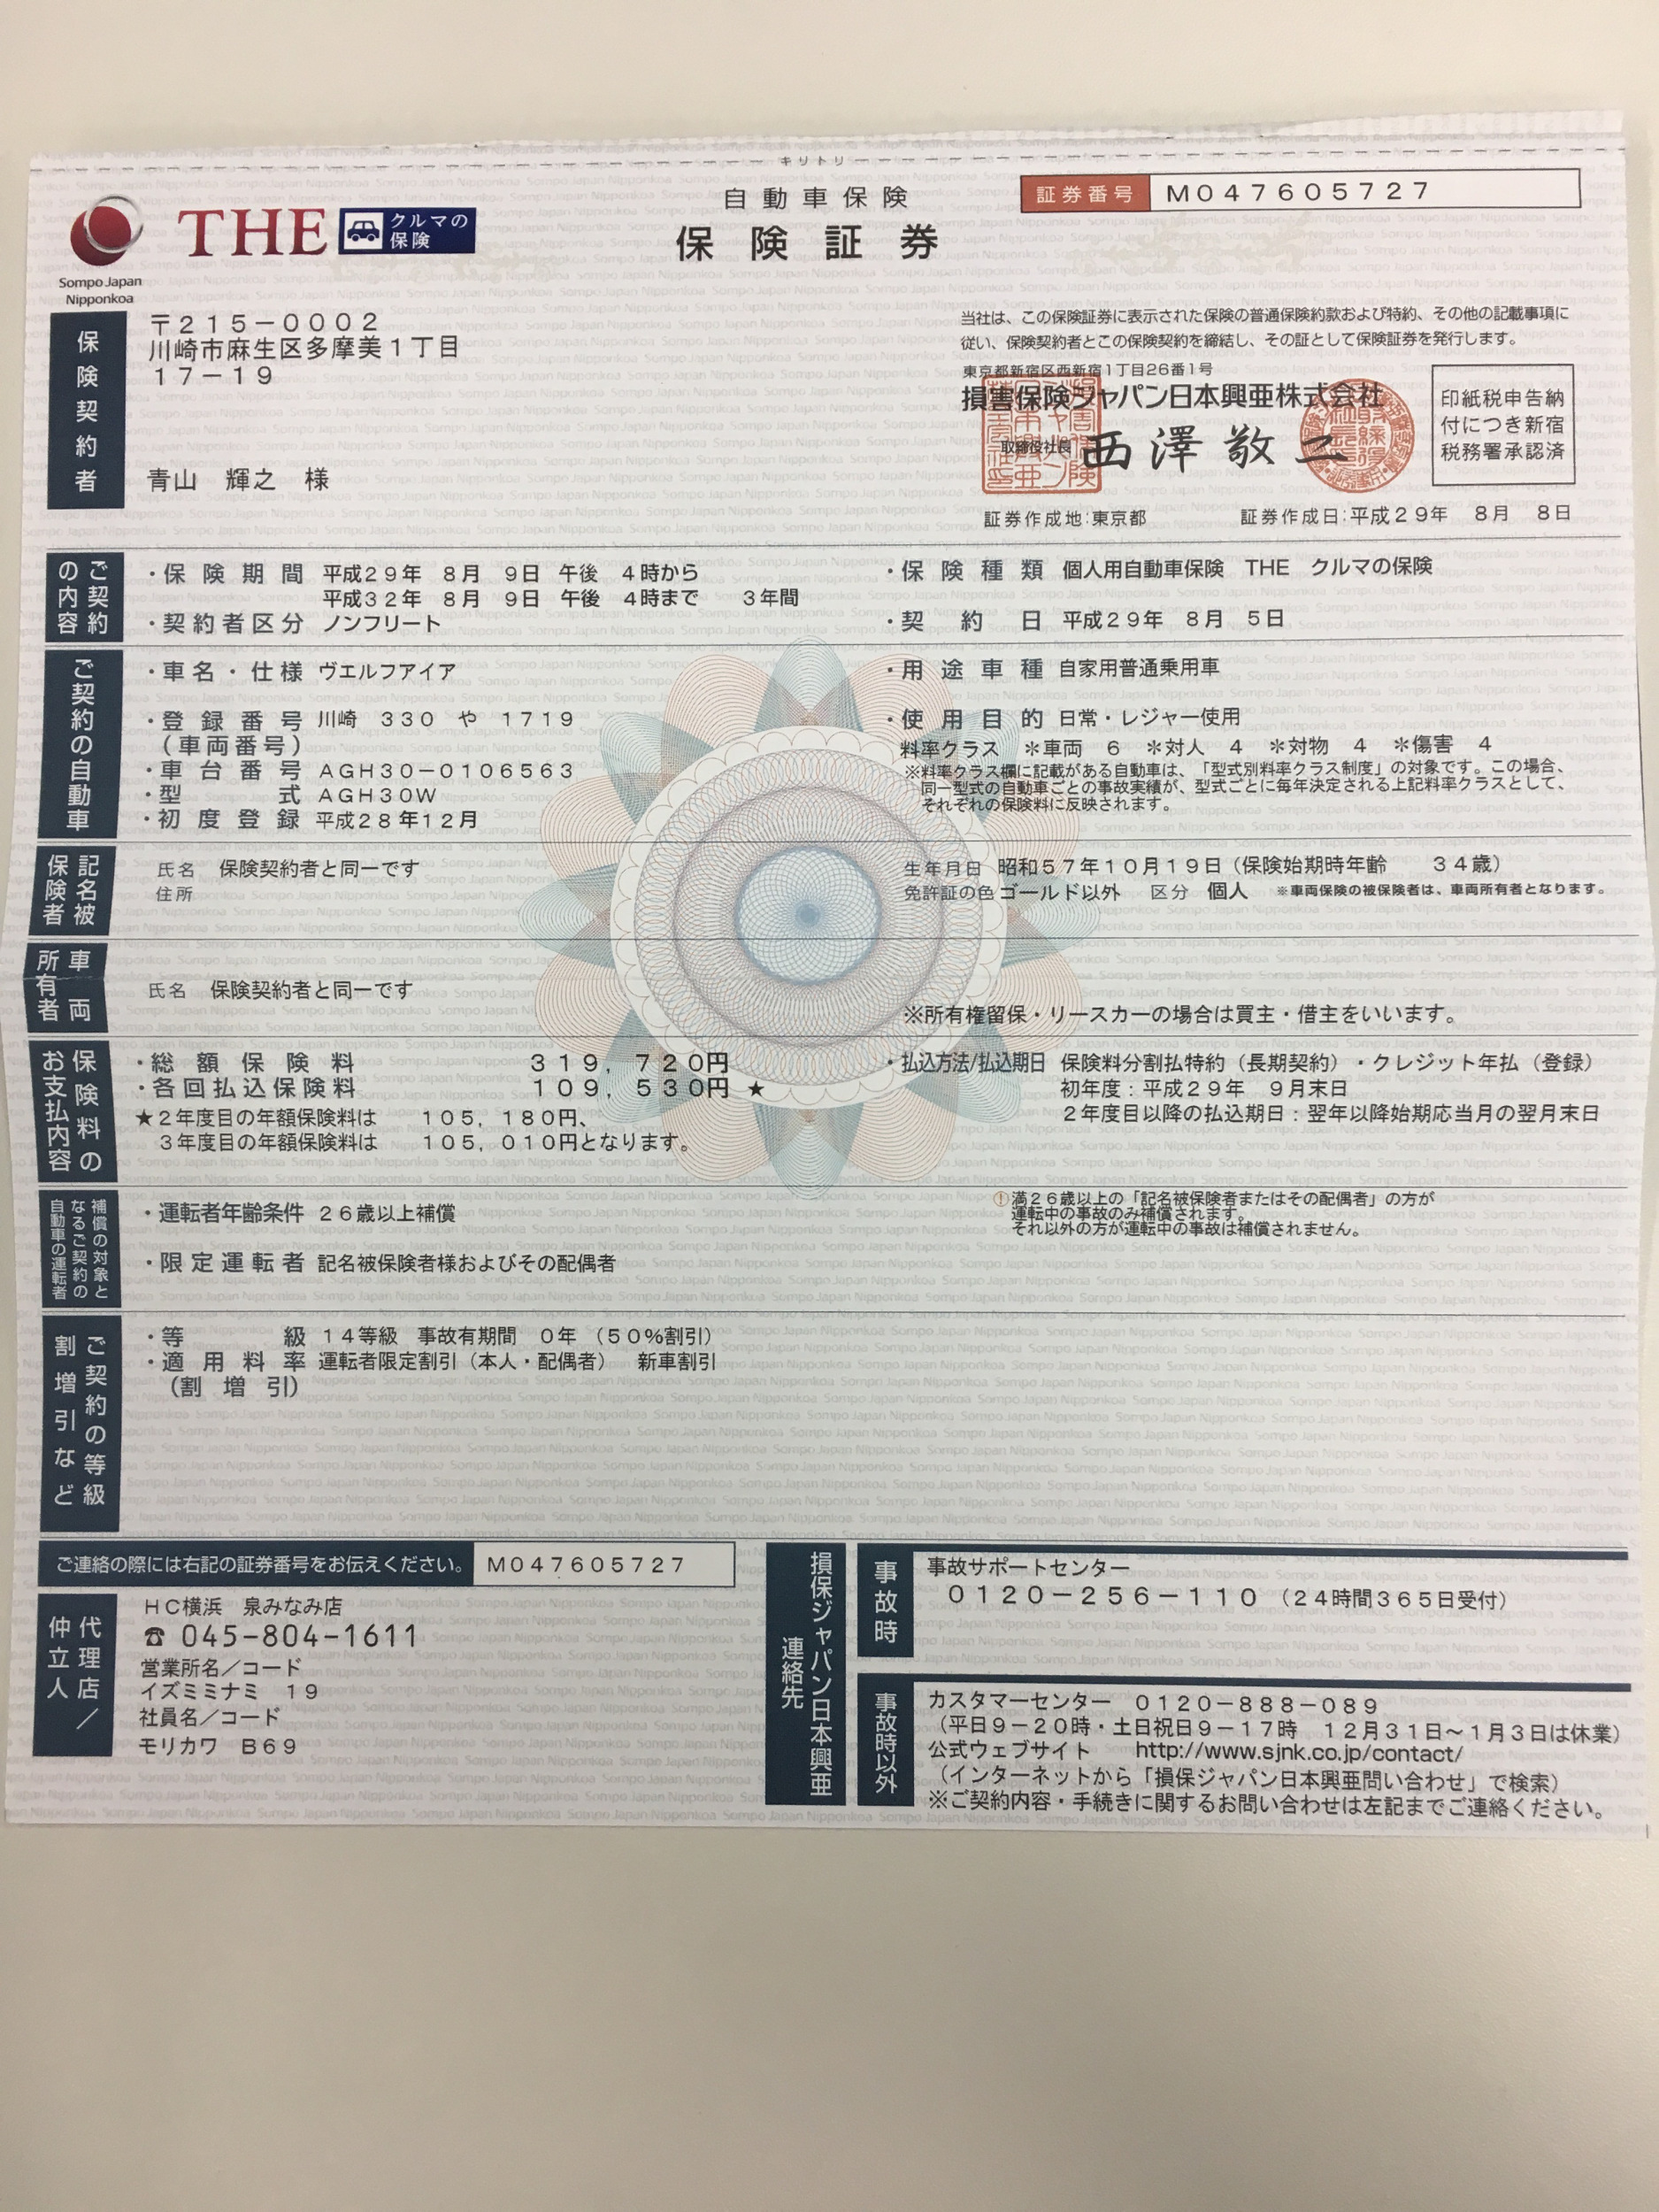 キリトリ
Sompo Japan
Nipponkoa
THE クルマの保険
自動車保険
保険証券
証券番号 M047605727
保険契約者
〒215-0002
川崎市麻生区多摩美1丁目
17-19
青山 輝之 様
当社は、この保険証券に表示された保険の普通保険約款および特約、その他の記載事項に
従い、保険契約者とこの保険契約を締結し、その証として保険証券を発行します。
東京都新宿区西新宿1丁目26番1号
損害保険ジャパン日本興亜株式会社
取締役社長 西澤敬二
印紙税申告納
付につき新宿
税務署承認済
証券作成地:東京都 証券作成日:平成29年 8月 8日
ご契約の内容
・保険期間 平成29年 8月 9日 午後 4時から
平成32年 8月 9日 午後 4時まで 3年間
・契約者区分 ノンフリート
・保険種類 個人用自動車保険 THE クルマの保険
・契約日 平成29年 8月 5日
ご契約の自動車
・車名・仕様 ヴエルフアイア
・登録番号 川崎 330 や 1719
(車両番号)
・車台番号 AGH30-0106563
・型式 AGH30W
・初度登録 平成28年12月
・用途車種 自家用普通乗用車
・使用目的 日常・レジャー使用
料率クラス ＊車両 6 ＊対人 4 ＊対物 4 ＊傷害 4
※料率クラス欄に記載がある自動車は、「型式別料率クラス制度」の対象です。この場合、
同一型式の自動車ごとの事故実績が、型式ごとに毎年決定される上記料率クラスとして、
それぞれの保険料に反映されます。
記名被保険者
氏名 保険契約者と同一です
住所
生年月日 昭和57年10月19日(保険始期時年齢 34歳)
免許証の色 ゴールド以外 区分 個人 ※車両保険の被保険者は、車両所有者となります。
車両所有者
氏名 保険契約者と同一です
※所有権留保・リースカーの場合は買主・借主をいいます。
保険料のお支払内容
・総額保険料 319,720円
・各回払込保険料 109,530円 ★
★2年度目の年額保険料は 105,180円、
3年度目の年額保険料は 105,010円となります。
・払込方法/払込期日 保険料分割払特約(長期契約)・クレジット年払(登録)
初年度:平成29年 9月末日
2年度目以降の払込期日:翌年以降始期応当月の翌月末日
補償の対象となるご契約の自動車の運転者
・運転者年齢条件 26歳以上補償
・限定運転者 記名被保険者様およびその配偶者
満26歳以上の「記名被保険者またはその配偶者」の方が
運転中の事故のみ補償されます。
それ以外の方が運転中の事故は補償されません。
ご契約の等級割増引など
・等級 14等級 事故有期間 0年 (50%割引)
・適用料率 運転者限定割引(本人・配偶者) 新車割引
(割増引)
ご連絡の際には右記の証券番号をお伝えください。 M047605727
代理店/仲立人
HC横浜 泉みなみ店
☎ 045-804-1611
営業所名/コード
イズミミナミ 19
社員名/コード
モリカワ B69
損保ジャパン日本興亜連絡先
事故時
事故サポートセンター
0120-256-110 (24時間365日受付)
事故時以外
カスタマーセンター 0120-888-089
(平日9-20時・土日祝日9-17時 12月31日～1月3日は休業)
公式ウェブサイト http://www.sjnk.co.jp/contact/
(インターネットから「損保ジャパン日本興亜問い合わせ」で検索)
※ご契約内容・手続きに関するお問い合わせは左記までご連絡ください。